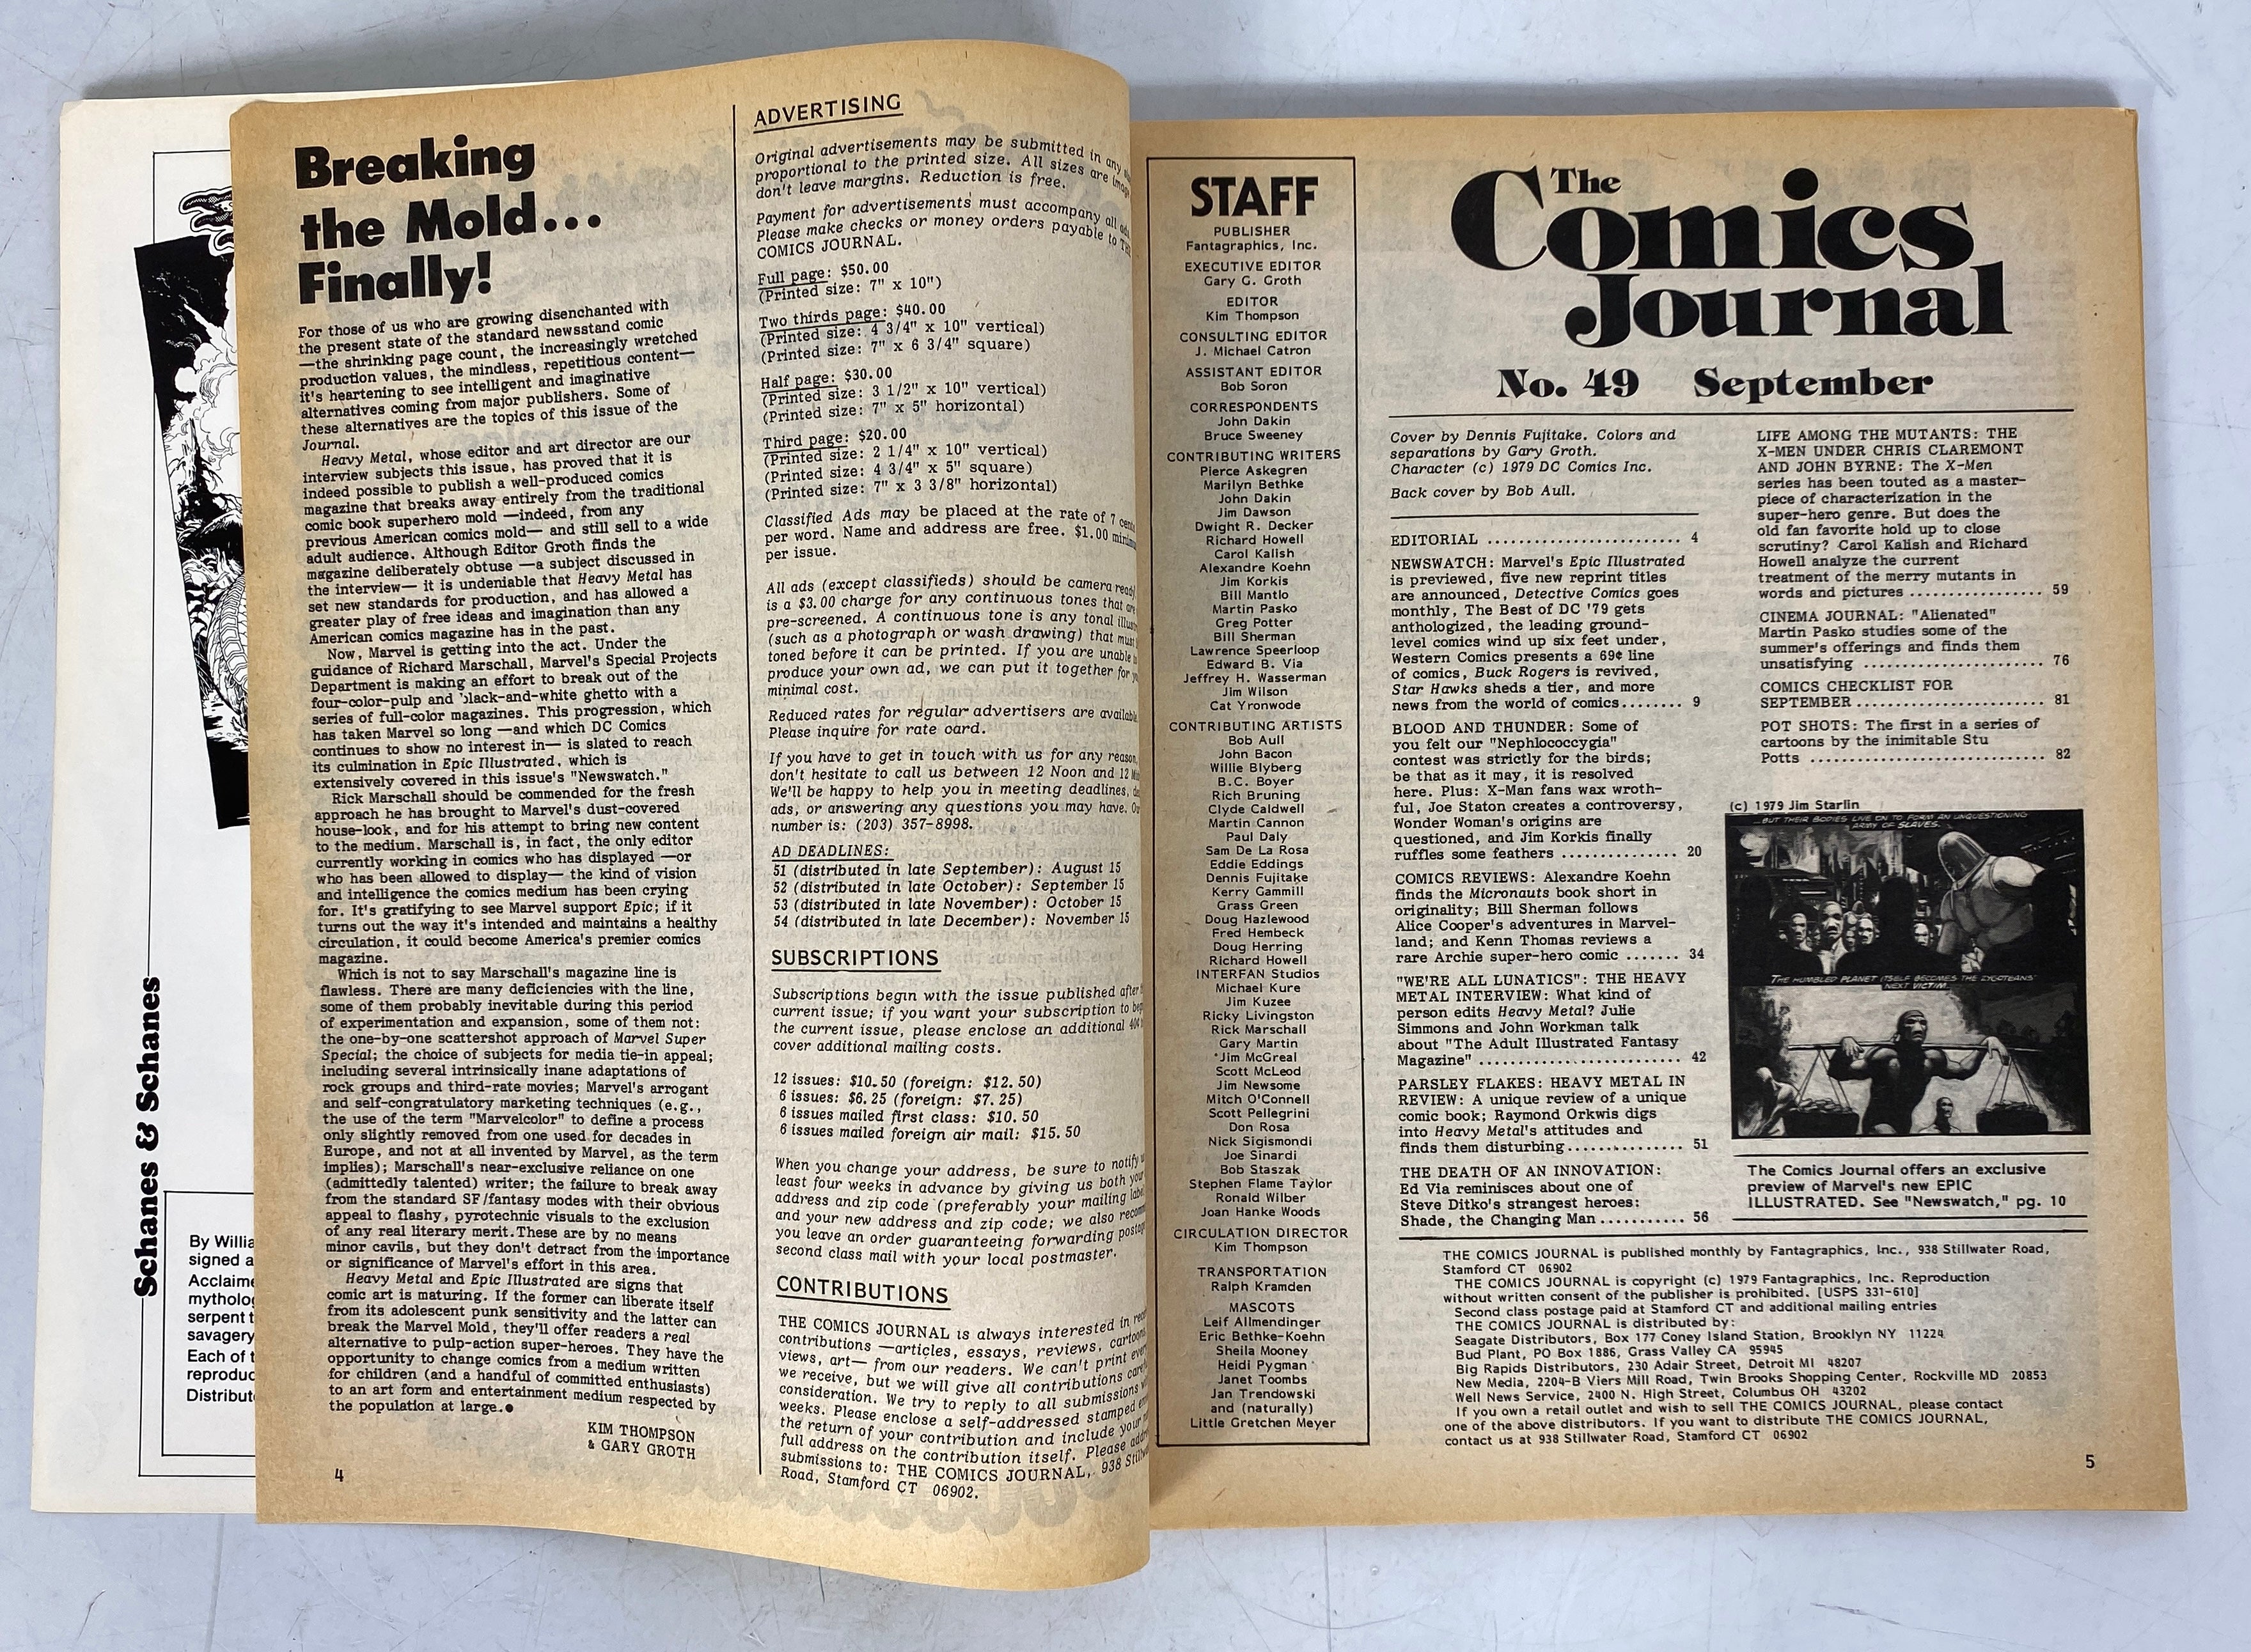 Schanes & Schanes
By Willia
signed a
Acclaime
mytholog
serpent t
savagery
Each of t
reproduc
Distribut
Breaking
the Mold...
Finally!
For those of us who are growing disenchanted with
the present state of the standard newsstand comic
—the shrinking page count, the increasingly wretched
production values, the mindless, repetitious content—
it's heartening to see intelligent and imaginative
alternatives coming from major publishers. Some of
these alternatives are the topics of this issue of the
Journal.
Heavy Metal, whose editor and art director are our
interview subjects this issue, has proved that it is
indeed possible to publish a well-produced comics
magazine that breaks away entirely from the traditional
comic book superhero mold —indeed, from any
previous American comics mold— and still sell to a wide
adult audience. Although Editor Groth finds the
magazine deliberately obtuse —a subject discussed in
the interview— it is undeniable that Heavy Metal has
set new standards for production, and has allowed a
greater play of free ideas and imagination than any
American comics magazine has in the past.
Now, Marvel is getting into the act. Under the
guidance of Richard Marschall, Marvel's Special Projects
Department is making an effort to break out of the
four-color-pulp and black-and-white ghetto with a
series of full-color magazines. This progression, which
has taken Marvel so long —and which DC Comics
continues to show no interest in— is slated to reach
its culmination in Epic Illustrated, which is
extensively covered in this issue's "Newswatch."
Rick Marschall should be commended for the fresh
approach he has brought to Marvel's dust-covered
house-look, and for his attempt to bring new content
to the medium. Marschall is, in fact, the only editor
currently working in comics who has displayed —or
who has been allowed to display— the kind of vision
and intelligence the comics medium has been crying
for. It's gratifying to see Marvel support Epic; if it
turns out the way it's intended and maintains a healthy
circulation, it could become America's premier comics
magazine.
Which is not to say Marschall's magazine line is
flawless. There are many deficiencies with the line,
some of them probably inevitable during this period
of experimentation and expansion, some of them not:
the one-by-one scattershot approach of Marvel Super
Special; the choice of subjects for media tie-in appeal;
including several intrinsically inane adaptations of
rock groups and third-rate movies; Marvel's arrogant
and self-congratulatory marketing techniques (e.g.,
the use of the term "Marvelcolor" to define a process
only slightly removed from one used for decades in
Europe, and not at all invented by Marvel, as the term
implies); Marschall's near-exclusive reliance on one
(admittedly talented) writer; the failure to break away
from the standard SF/fantasy modes with their obvious
appeal to flashy, pyrotechnic visuals to the exclusion
of any real literary merit. These are by no means
minor cavils, but they don't detract from the importance
or significance of Marvel's effort in this area.
Heavy Metal and Epic Illustrated are signs that
comic art is maturing. If the former can liberate itself
from its adolescent punk sensitivity and the latter can
break the Marvel Mold, they'll offer readers a real
alternative to pulp-action super-heroes. They have the
opportunity to change comics from a medium written
for children (and a handful of committed enthusiasts)
to an art form and entertainment medium respected by
the population at large.●
KIM THOMPSON
& GARY GROTH
4
ADVERTISING
Original advertisements may be submitted in any
proportional to the printed size. All sizes are imag
don't leave margins. Reduction is free.
Payment for advertisements must accompany all ads.
Please make checks or money orders payable to THE
COMICS JOURNAL.
Full page: $50.00
(Printed size: 7" x 10")
Two thirds page: $40.00
(Printed size: 4 3/4" x 10" vertical)
(Printed size: 7" x 6 3/4" square)
Half page: $30.00
(Printed size: 3 1/2" x 10" vertical)
(Printed size: 7" x 5" horizontal)
Third page: $20.00
(Printed size: 2 1/4" x 10" vertical)
(Printed size: 4 3/4" x 5" square)
(Printed size: 7" x 3 3/8" horizontal)
Classified Ads may be placed at the rate of 7 cents
per word. Name and address are free. $1.00 minimu
per issue.
All ads (except classifieds) should be camera ready.
is a $3.00 charge for any continuous tones that are
pre-screened. A continuous tone is any tonal illus
(such as a photograph or wash drawing) that must
toned before it can be printed. If you are unable to
produce your own ad, we can put it together for yo
minimal cost.
Reduced rates for regular advertisers are available.
Please inquire for rate card.
If you have to get in touch with us for any reason,
don't hesitate to call us between 12 Noon and 12 Mi
We'll be happy to help you in meeting deadlines, de
ads, or answering any questions you may have. Our
number is: (203) 357-8998.
AD DEADLINES:
51 (distributed in late September): August 15
52 (distributed in late October): September 15
53 (distributed in late November): October 15
54 (distributed in late December): November 15
SUBSCRIPTIONS
Subscriptions begin with the issue published after
current issue; if you want your subscription to beg
the current issue, please enclose an additional 40¢
cover additional mailing costs.
12 issues: $10.50 (foreign: $12.50)
6 issues: $6.25 (foreign: $7.25)
6 issues mailed first class: $10.50
6 issues mailed foreign air mail: $15.50
When you change your address, be sure to notify u
least four weeks in advance by giving us both your
address and zip code (preferably your mailing label
and your new address and zip code; we also recom
you leave an order guaranteeing forwarding postag
second class mail with your local postmaster.
CONTRIBUTIONS
THE COMICS JOURNAL is always interested in rece
contributions —articles, essays, reviews, cartoons
views, art— from our readers. We can't print ever
we receive, but we will give all contributions caref
consideration. We try to reply to all submissions
weeks. Please enclose a self-addressed stamped en
the return of your contribution and include your n
full address on the contribution itself. Please addr
submissions to: THE COMICS JOURNAL, 938 Stillw
Road, Stamford CT 06902.
STAFF
PUBLISHER
Fantagraphics, Inc.
EXECUTIVE EDITOR
Gary G. Groth
EDITOR
Kim Thompson
CONSULTING EDITOR
J. Michael Catron
ASSISTANT EDITOR
Bob Soron
CORRESPONDENTS
John Dakin
Bruce Sweeney
CONTRIBUTING WRITERS
Pierce Askegren
Marilyn Bethke
John Dakin
Jim Dawson
Dwight R. Decker
Richard Howell
Carol Kalish
Alexandre Koehn
Jim Korkis
Bill Mantlo
Martin Pasko
Greg Potter
Bill Sherman
Lawrence Speerloop
Edward B. Via
Jeffrey H. Wasserman
Jim Wilson
Cat Yronwode
CONTRIBUTING ARTISTS
Bob Aull
John Bacon
Willie Blyberg
B.C. Boyer
Rich Bruning
Clyde Caldwell
Martin Cannon
Paul Daly
Sam De La Rosa
Eddie Eddings
Dennis Fujitake
Kerry Gammill
Grass Green
Doug Hazlewood
Fred Hembeck
Doug Herring
Richard Howell
INTERFAN Studios
Michael Kure
Jim Kuzee
Ricky Livingston
Rick Marschall
Gary Martin
Jim McGreal
Scott McLeod
Jim Newsome
Mitch O'Connell
Scott Pellegrini
Don Rosa
Nick Sigismondi
Joe Sinardi
Bob Staszak
Stephen Flame Taylor
Ronald Wilber
Joan Hanke Woods
CIRCULATION DIRECTOR
Kim Thompson
TRANSPORTATION
Ralph Kramden
MASCOTS
Leif Allmendinger
Eric Bethke-Koehn
Sheila Mooney
Heidi Pygman
Janet Toombs
Jan Trendowski
and (naturally)
Little Gretchen Meyer
The
Comics
Journal
No. 49 September
Cover by Dennis Fujitake. Colors and
separations by Gary Groth.
Character (c) 1979 DC Comics Inc.
Back cover by Bob Aull.
EDITORIAL ........................ 4
NEWSWATCH: Marvel's Epic Illustrated
is previewed, five new reprint titles
are announced, Detective Comics goes
monthly, The Best of DC '79 gets
anthologized, the leading ground-
level comics wind up six feet under,
Western Comics presents a 69¢ line
of comics, Buck Rogers is revived,
Star Hawks sheds a tier, and more
news from the world of comics........ 9
BLOOD AND THUNDER: Some of
you felt our "Nephlococcygia"
contest was strictly for the birds;
be that as it may, it is resolved
here. Plus: X-Man fans wax wroth-
ful, Joe Staton creates a controversy,
Wonder Woman's origins are
questioned, and Jim Korkis finally
ruffles some feathers .............. 20
COMICS REVIEWS: Alexandre Koehn
finds the Micronauts book short in
originality; Bill Sherman follows
Alice Cooper's adventures in Marvel-
land; and Kenn Thomas reviews a
rare Archie super-hero comic ....... 34
"WE'RE ALL LUNATICS": THE HEAVY
METAL INTERVIEW: What kind of
person edits Heavy Metal? Julie
Simmons and John Workman talk
about "The Adult Illustrated Fantasy
Magazine" ......................... 42
PARSLEY FLAKES: HEAVY METAL IN
REVIEW: A unique review of a unique
comic book; Raymond Orkwis digs
into Heavy Metal's attitudes and
finds them disturbing............... 51
THE DEATH OF AN INNOVATION:
Ed Via reminisces about one of
Steve Ditko's strangest heroes:
Shade, the Changing Man ........... 56
LIFE AMONG THE MUTANTS: THE
X-MEN UNDER CHRIS CLAREMONT
AND JOHN BYRNE: The X-Men
series has been touted as a master-
piece of characterization in the
super-hero genre. But does the
old fan favorite hold up to close
scrutiny? Carol Kalish and Richard
Howell analyze the current
treatment of the merry mutants in
words and pictures ................. 59
CINEMA JOURNAL: "Alienated"
Martin Pasko studies some of the
summer's offerings and finds them
unsatisfying ....................... 76
COMICS CHECKLIST FOR
SEPTEMBER ........................ 81
POT SHOTS: The first in a series of
cartoons by the inimitable Stu
Potts ............................. 82
(c) 1979 Jim Starlin
...BUT THEIR BODIES LIVE ON TO FORM AN UNQUESTIONING
ARMY OF SLAVES.
THE HUMBLED PLANET ITSELF BECOMES THE ZYGOTEANS'
NEXT VICTIM.
The Comics Journal offers an exclusive
preview of Marvel's new EPIC
ILLUSTRATED. See "Newswatch," pg. 10
THE COMICS JOURNAL is published monthly by Fantagraphics, Inc., 938 Stillwater Road,
Stamford CT 06902
THE COMICS JOURNAL is copyright (c) 1979 Fantagraphics, Inc. Reproduction
without written consent of the publisher is prohibited. [USPS 331-610]
Second class postage paid at Stamford CT and additional mailing entries
THE COMICS JOURNAL is distributed by:
Seagate Distributors, Box 177 Coney Island Station, Brooklyn NY 11224
Bud Plant, PO Box 1886, Grass Valley CA 95945
Big Rapids Distributors, 230 Adair Street, Detroit MI 48207
New Media, 2204-B Viers Mill Road, Twin Brooks Shopping Center, Rockville MD 20853
Well News Service, 2400 N. High Street, Columbus OH 43202
If you own a retail outlet and wish to sell THE COMICS JOURNAL, please contact
one of the above distributors. If you want to distribute THE COMICS JOURNAL,
contact us at 938 Stillwater Road, Stamford CT 06902
5